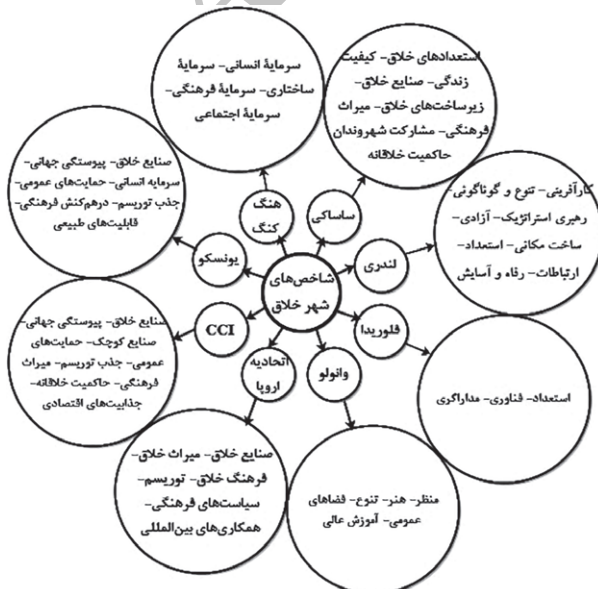 شاخص‌های
شهر خلاق
هنگ
کنگ
سرمایهٔ انسانی- سرمایهٔ
ساختاری- سرمایهٔ فرهنگی-
سرمایهٔ اجتماعی
ساساکی
استعدادهای خلاق- کیفیت
زندگی- صنایع خلاق-
زیرساخت‌های خلاق- میراث
فرهنگی- مشارکت شهروندان
حاکمیت خلاقانه
لندری
کارآفرینی- تنوع و گوناگونی-
رهبری استراتژیک- آزادی-
ساخت مکانی- استعداد-
ارتباطات- رفاه و آسایش
فلوریدا
استعداد- فناوری- مداراگری
وانولو
منظر- هنر- تنوع- فضاهای
عمومی- آموزش عالی
اتحادیه
اروپا
صنایع خلاق- میراث خلاق-
فرهنگ خلاق- توریسم-
سیاست‌های فرهنگی-
همکاری‌های بین‌المللی
CCI
صنایع خلاق- پیوستگی جهانی-
صنایع کوچک- حمایت‌های
عمومی- جذب توریسم- میراث
فرهنگی- حاکمیت خلاقانه-
جذابیت‌های اقتصادی
یونسکو
صنایع خلاق- پیوستگی جهانی-
سرمایه انسانی- حمایت‌های عمومی-
جذب توریسم- درهم‌کنش فرهنگی-
قابلیت‌های طبیعی